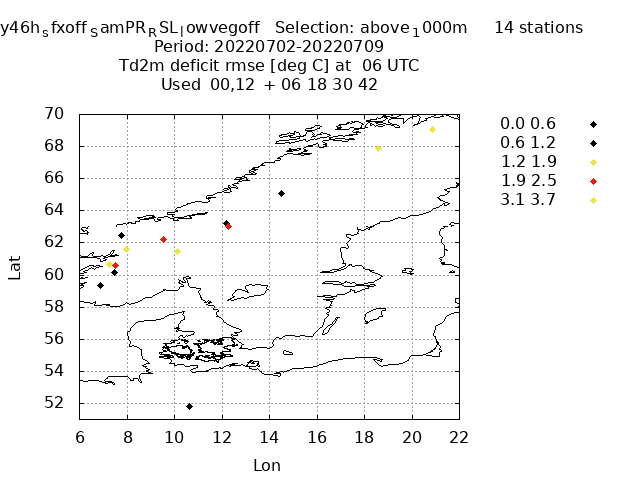 y46h_sfxoff_SamPR_RSL_lowvegoff Selection: above_1000m 14 stations
Period: 20220702-20220709
Td2m deficit rmse [deg C] at 06 UTC
Used 00,12 + 06 18 30 42
70
68
66
64
62
60
58
56
54
52
Lat
6 8 10 12 14 16 18 20 22
Lon
0.0 0.6
0.6 1.2
1.2 1.9
1.9 2.5
3.1 3.7